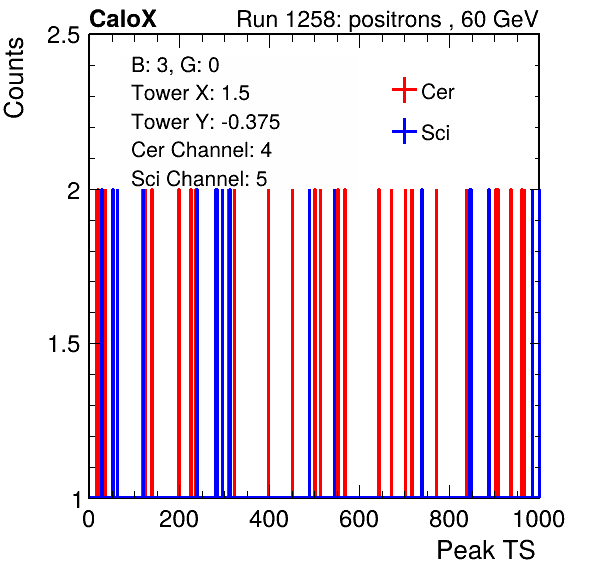 CaloX Run 1258: positrons , 60 GeV
Counts
2.5
B: 3, G: 0
Tower X: 1.5
Tower Y: -0.375
Cer Channel: 4
Sci Channel: 5
Cer
Sci
2
1.5
1
0 200 400 600 800 1000
Peak TS